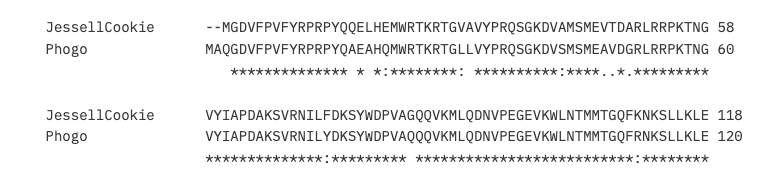 JessellCookie --MGDVFPVFYRPRPYQQELHEMWRTKRTGVAVYPRQSGKDVAMSMEVTDARLRRPKTNG 58
Phogo MAQGDVFPVFYRPRPYQAEAHQMWRTKRTGLLVYPRQSGKDVSMSMEAVDGRLRRPKTNG 60
************** * *:********: **********:****..*.*********
JessellCookie VYIAPDAKSVRNILFDKSYWDPVAGQQVKMLQDNVPEGEVKWLNTMMTGQFKNKSLLKLE 118
Phogo VYIAPDAKSVRNILYDKSYWDPVAQQQVKMLQDNVPEGEVKWLNTMMTGQFRNKSLLKLE 120
**************:********* **************************:********